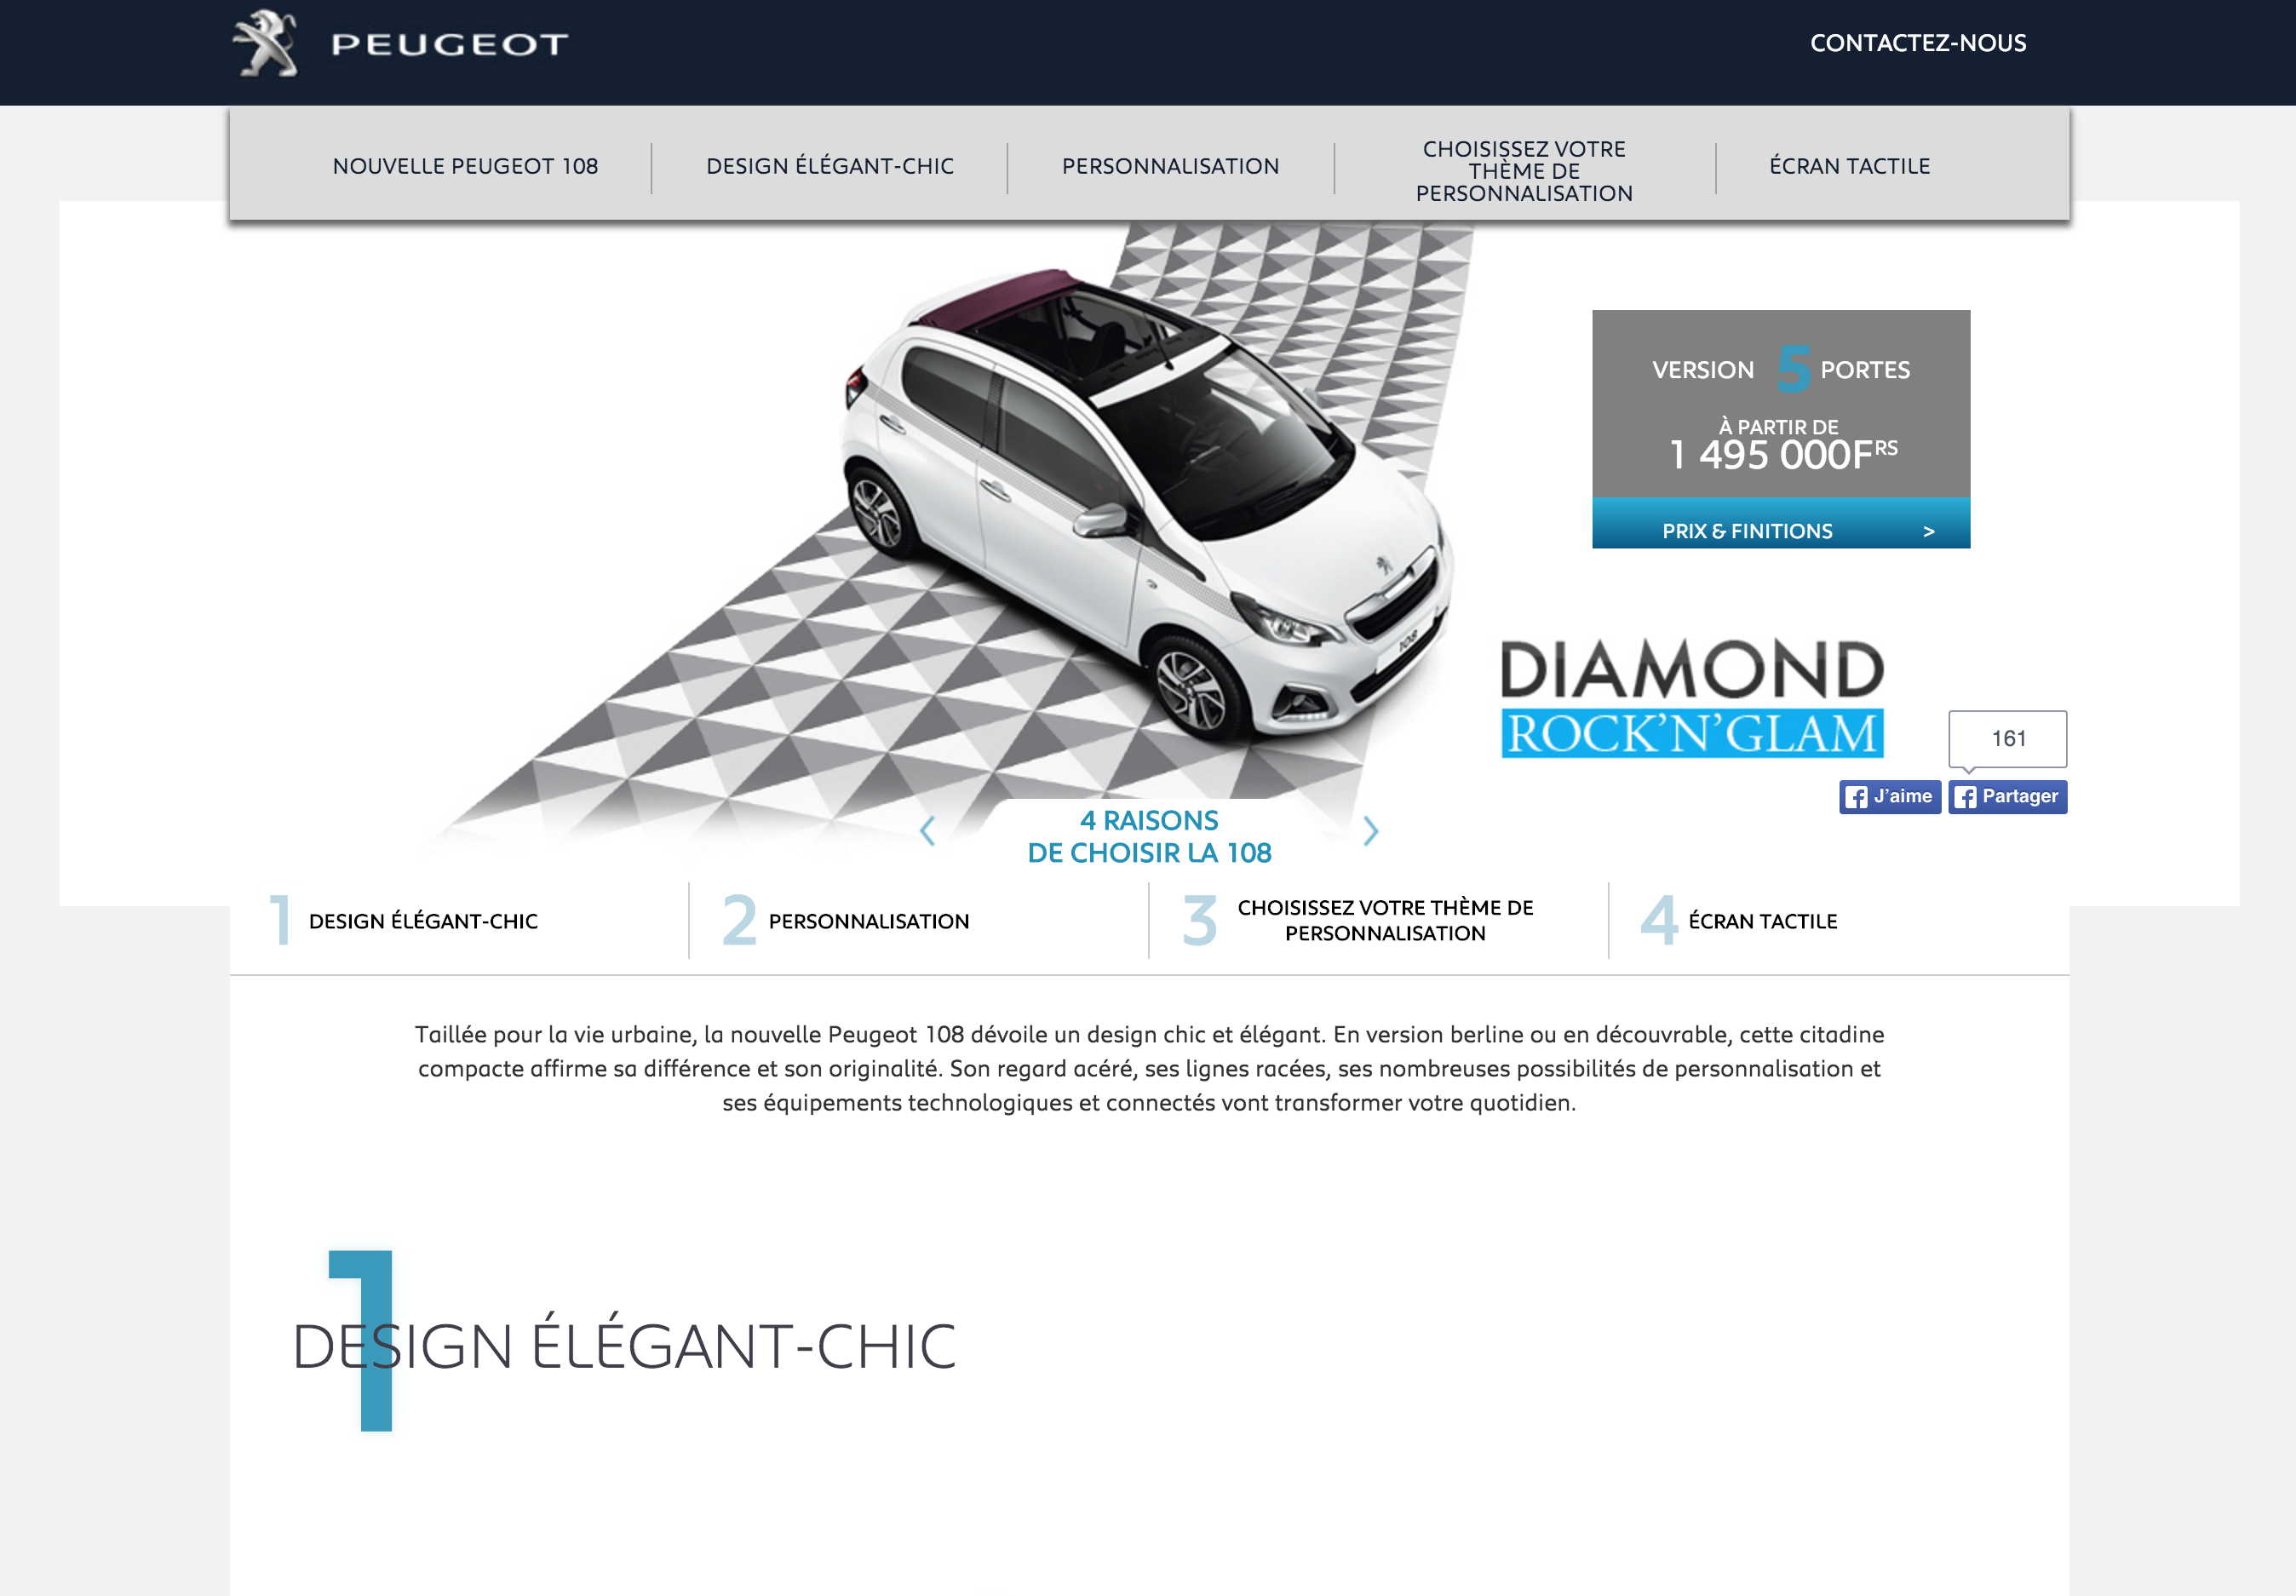 PEUGEOT
CONTACTEZ-NOUS
NOUVELLE PEUGEOT 108
DESIGN ÉLÉGANT-CHIC
PERSONNALISATION
CHOISISSEZ VOTRE
THÈME DE
PERSONNALISATION
ÉCRAN TACTILE
VERSION 5 PORTES
À PARTIR DE
1 495 000FRS
PRIX & FINITIONS >
108
DIAMOND
ROCK'N'GLAM
161
J'aime
Partager
4 RAISONS
DE CHOISIR LA 108
1 DESIGN ÉLÉGANT-CHIC
2 PERSONNALISATION
3 CHOISISSEZ VOTRE THÈME DE
PERSONNALISATION
4 ÉCRAN TACTILE
Taillée pour la vie urbaine, la nouvelle Peugeot 108 dévoile un design chic et élégant. En version berline ou en découvrable, cette citadine
compacte affirme sa différence et son originalité. Son regard acéré, ses lignes racées, ses nombreuses possibilités de personnalisation et
ses équipements technologiques et connectés vont transformer votre quotidien.
1
DESIGN ÉLÉGANT-CHIC